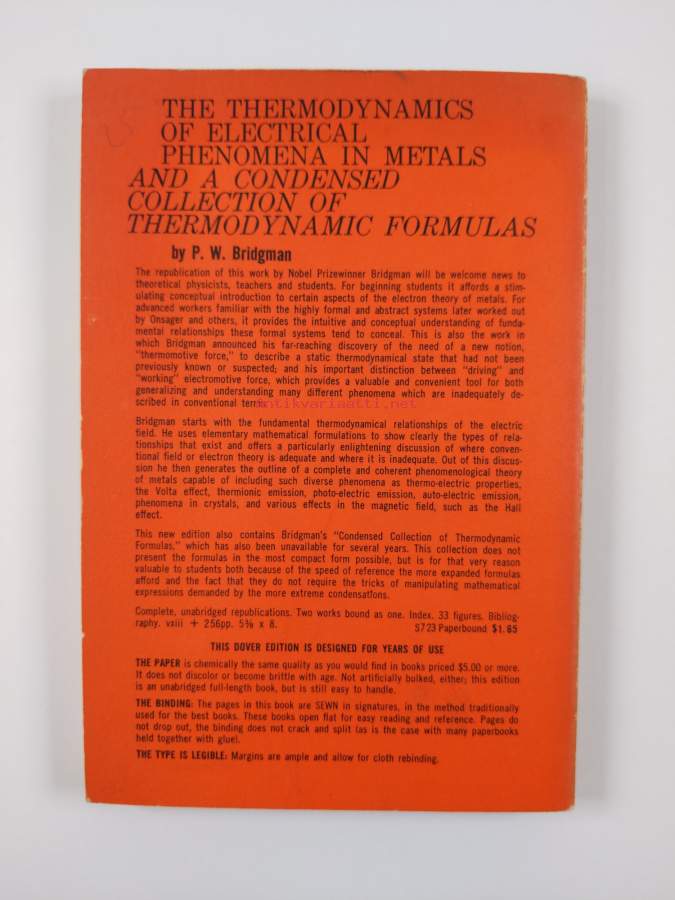 THE THERMODYNAMICS
OF ELECTRICAL
PHENOMENA IN METALS
AND A CONDENSED
COLLECTION OF
THERMODYNAMIC FORMULAS
by P. W. Bridgman
The republication of this work by Nobel Prizewinner Bridgman will be welcome news to
theoretical physicists, teachers and students. For beginning students it affords a stim-
ulating conceptual introduction to certain aspects of the electron theory of metals. For
advanced workers familiar with the highly formal and abstract systems later worked out
by Onsager and others, it provides the intuitive and conceptual understanding of funda-
mental relationships these formal systems tend to conceal. This is also the work in
which Bridgman announced his far-reaching discovery of the need of a new notion,
"thermomotive force," to describe a static thermodynamical state that had not been
previously known or suspected; and his important distinction between "driving" and
"working" electromotive force, which provides a valuable and convenient tool for both
generalizing and understanding many different phenomena which are inadequately de-
scribed in conventional terms.
antikvariaatti.net
Bridgman starts with the fundamental thermodynamical relationships of the electric
field. He uses elementary mathematical formulations to show clearly the types of rela-
tionships that exist and offers a particularly enlightening discussion of where conven-
tional field or electron theory is adequate and where it is inadequate. Out of this discus-
sion he then generates the outline of a complete and coherent phenomenological theory
of metals capable of including such diverse phenomena as thermo-electric properties,
the Volta effect, thermionic emission, photo-electric emission, auto-electric emission,
phenomena in crystals, and various effects in the magnetic field, such as the Hall
effect.
This new edition also contains Bridgman's "Condensed Collection of Thermodynamic
Formulas," which has also been unavailable for several years. This collection does not
present the formulas in the most compact form possible, but is for that very reason
valuable to students both because of the speed of reference the more expanded formulas
afford and the fact that they do not require the tricks of manipulating mathematical
expressions demanded by the more extreme condensations.
Complete, unabridged republications. Two works bound as one. Index. 33 figures. Bibliog-
raphy. vxiii + 256pp. 5⅜ x 8. S723 Paperbound $1.65
THIS DOVER EDITION IS DESIGNED FOR YEARS OF USE
THE PAPER is chemically the same quality as you would find in books priced $5.00 or more.
It does not discolor or become brittle with age. Not artificially bulked, either; this edition
is an unabridged full-length book, but is still easy to handle.
THE BINDING: The pages in this book are SEWN in signatures, in the method traditionally
used for the best books. These books open flat for easy reading and reference. Pages do
not drop out, the binding does not crack and split (as is the case with many paperbooks
held together with glue).
THE TYPE IS LEGIBLE: Margins are ample and allow for cloth rebinding.